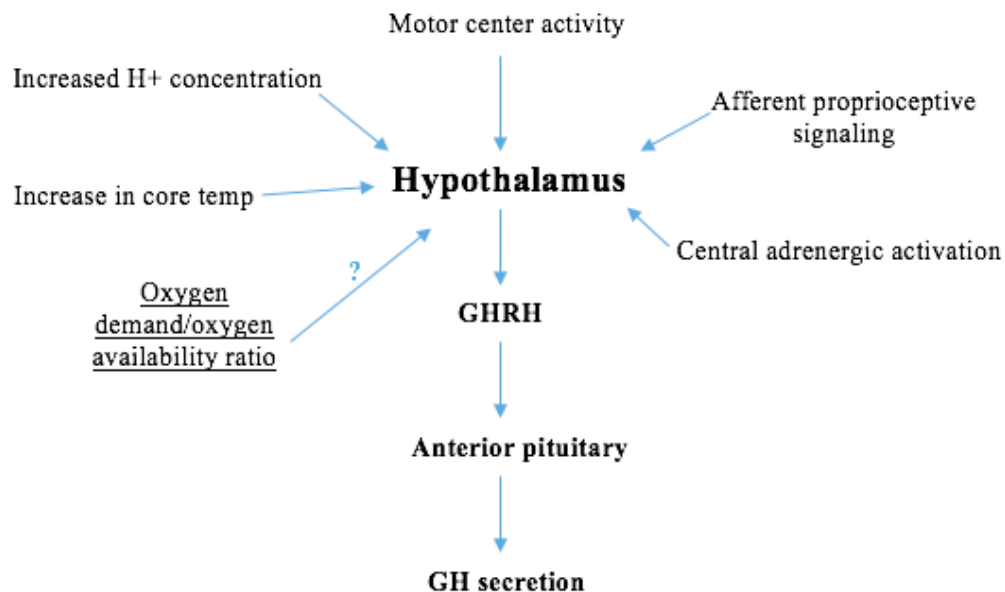 Motor center activity
Increased H+ concentration
Afferent proprioceptive
signaling
Hypothalamus
Increase in core temp
Central adrenergic activation
?
Oxygen
demand/oxygen
availability ratio
GHRH
Anterior pituitary
GH secretion